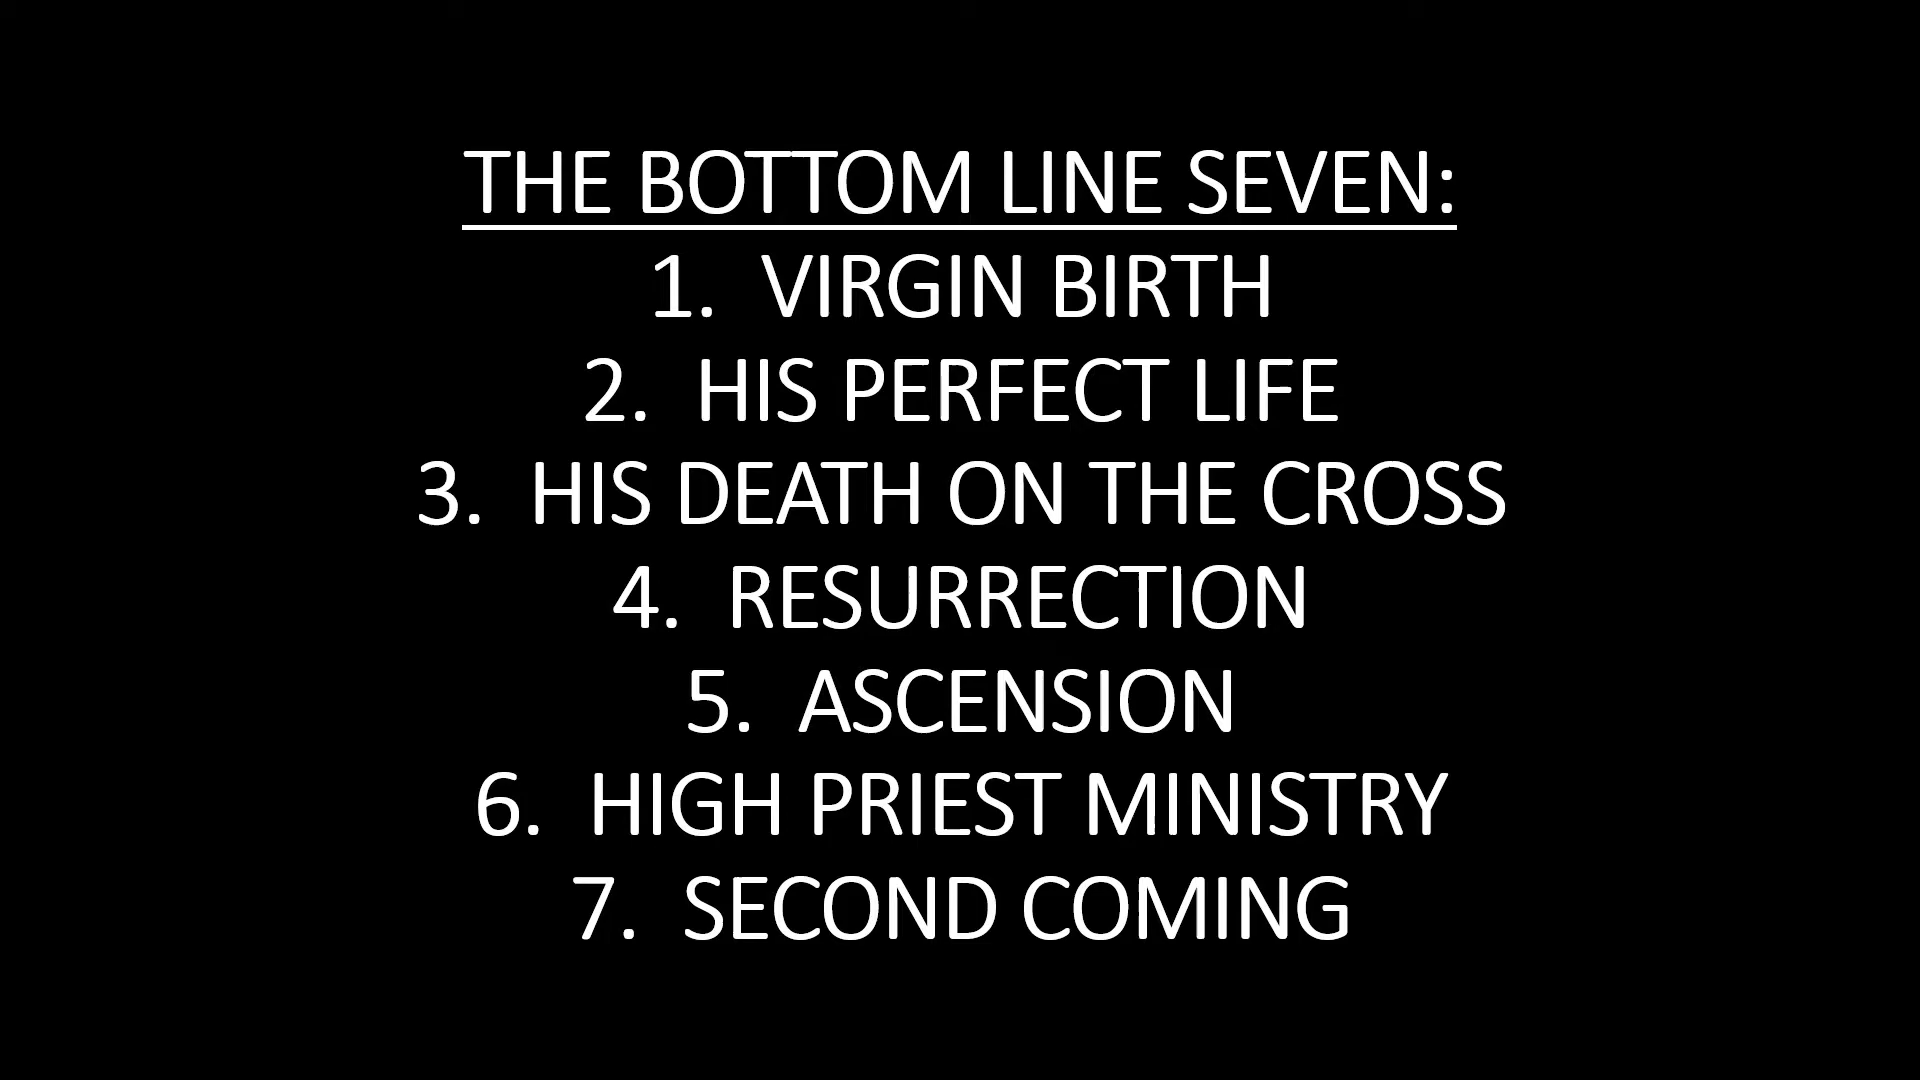 THE BOTTOM LINE SEVEN:
1. VIRGIN BIRTH
2. HIS PERFECT LIFE
3. HIS DEATH ON THE CROSS
4. RESURRECTION
5. ASCENSION
6. HIGH PRIEST MINISTRY
7. SECOND COMING